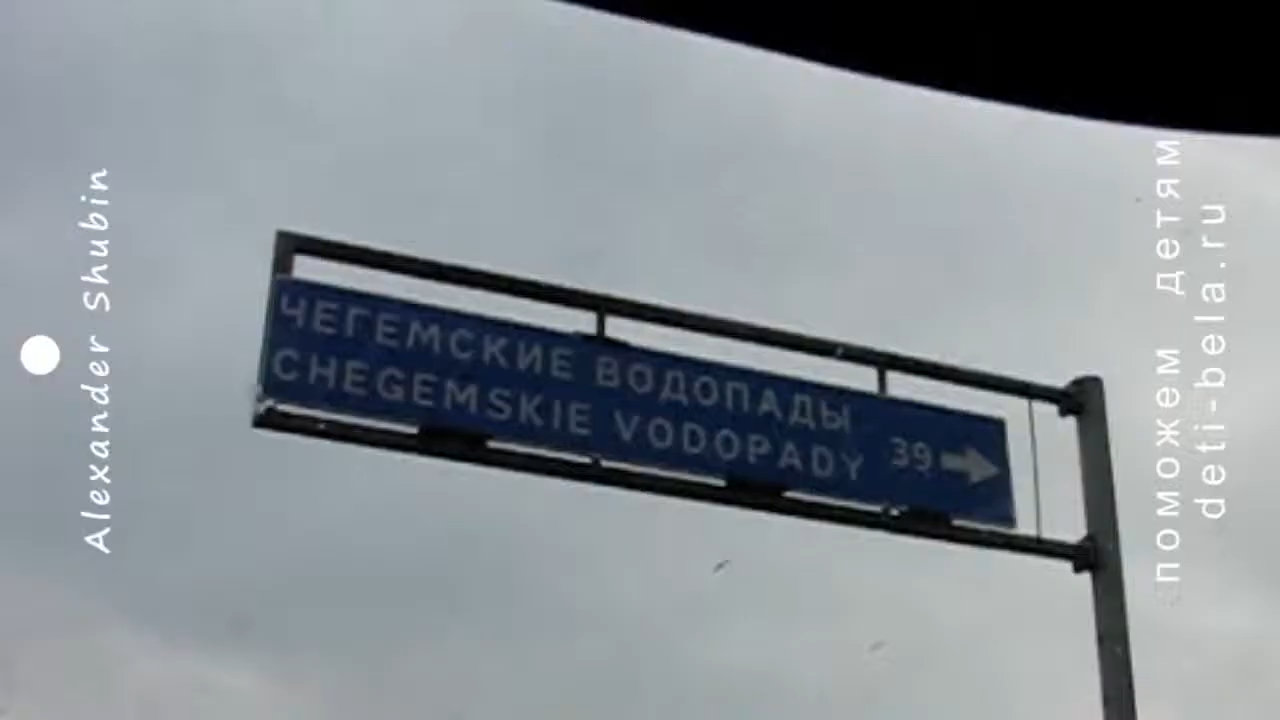 Alexander Shubin
ЧЕГЕМСКИЕ ВОДОПАДЫ
CHEGEMSKIE VODOPADY
39
поможем детям
deti-bela.ru